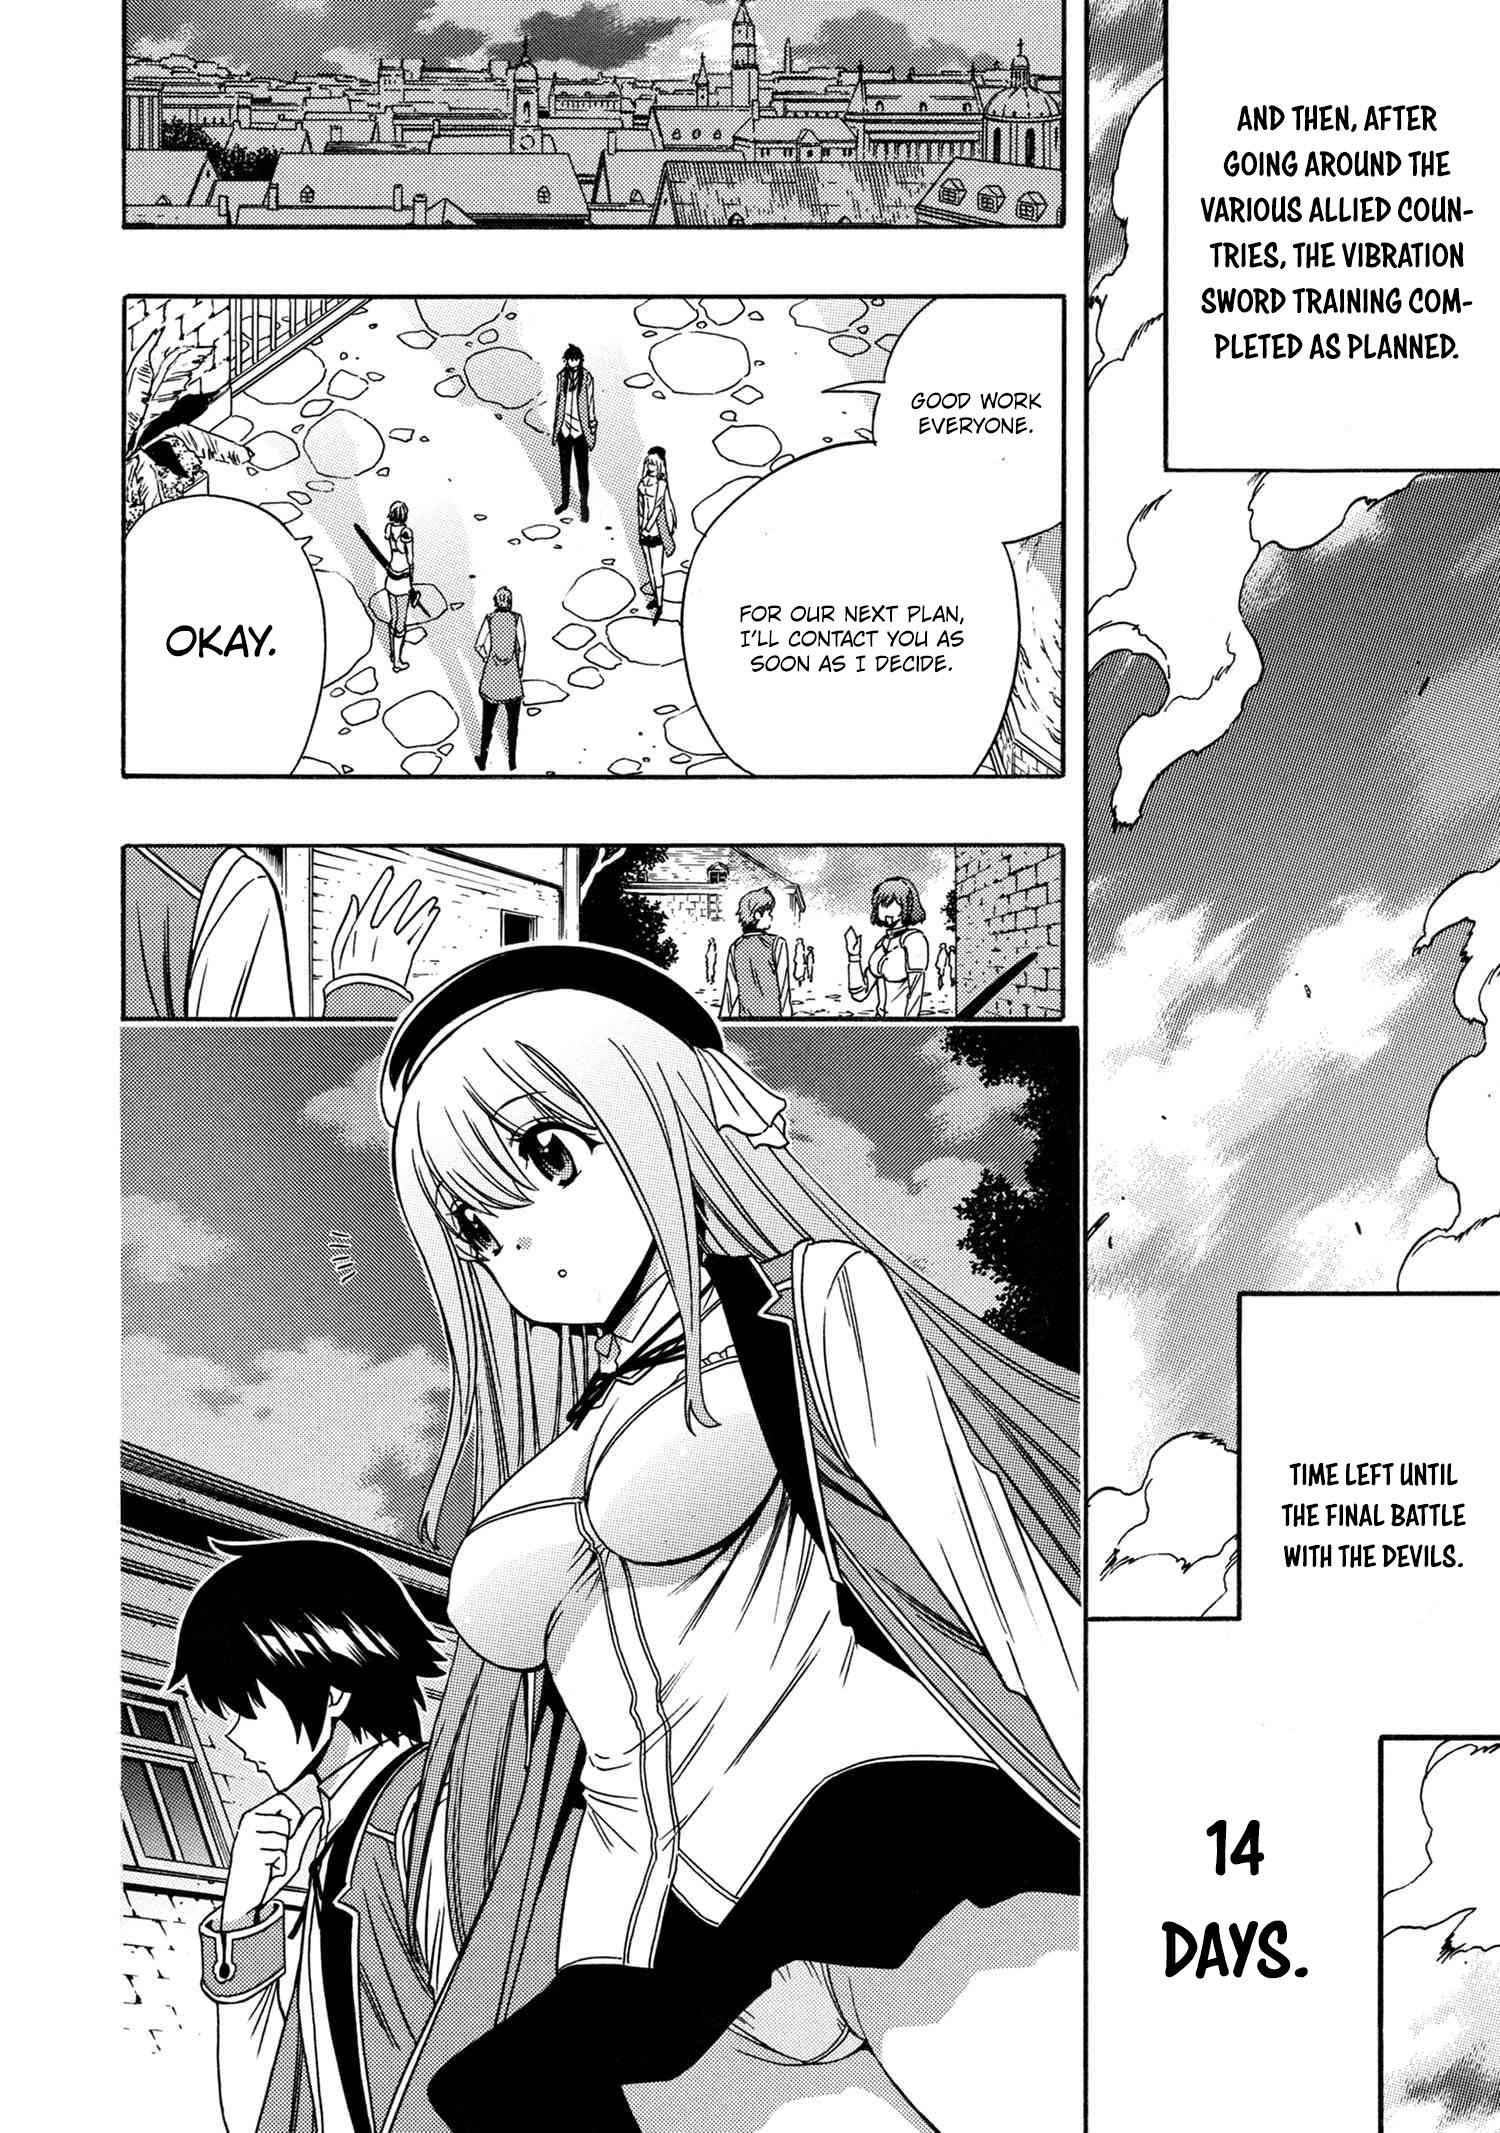 AND THEN, AFTER
GOING AROUND THE
VARIOUS ALLIED COUN-
TRIES, THE VIBRATION
SWORD TRAINING COM-
PLETED AS PLANNED.
TIME LEFT UNTIL
THE FINAL BATTLE
WITH THE DEVILS.
14
DAYS.
GOOD WORK
EVERYONE.
FOR OUR NEXT PLAN,
I'LL CONTACT YOU AS
SOON AS I DECIDE.
OKAY.